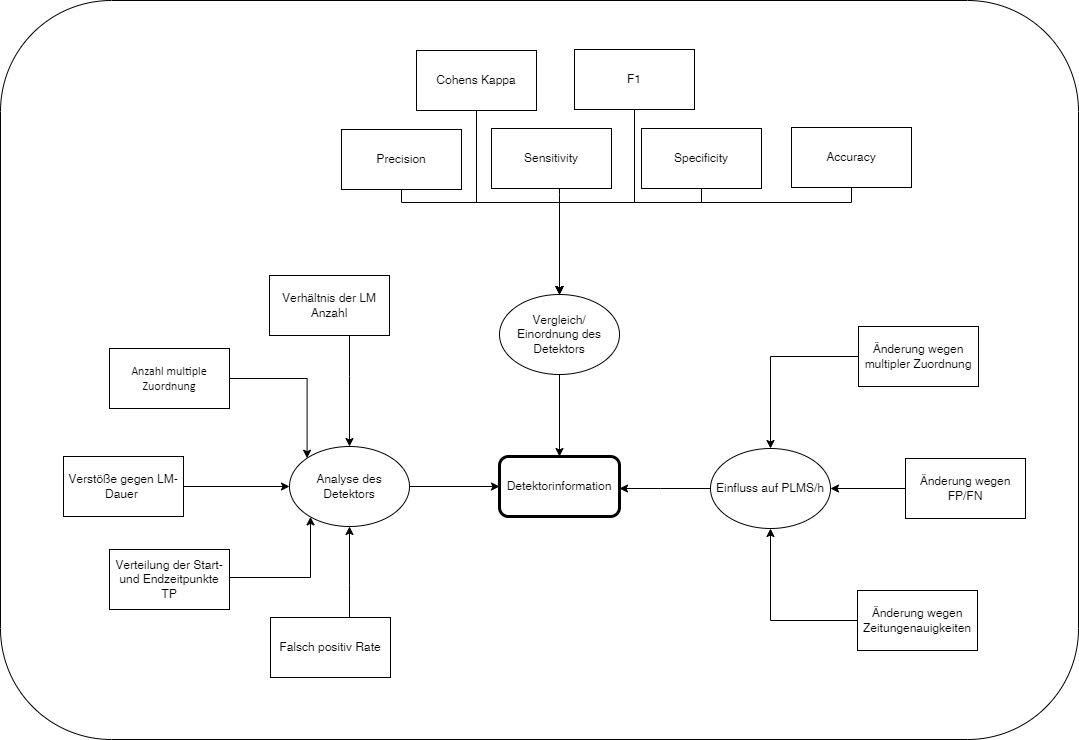 Cohens Kappa
F1
Precision
Sensitivity
Specificity
Accuracy
Verhältnis der LM
Anzahl
Vergleich/
Einordnung des
Detektors
Anzahl multiple
Zuordnung
Änderung wegen
multipler Zuordnung
Verstöße gegen LM-
Dauer
Analyse des
Detektors
Detektorinformation
Einfluss auf PLMS/h
Änderung wegen
FP/FN
Verteilung der Start-
und Endzeitpunkte
TP
Änderung wegen
Zeitungenauigkeiten
Falsch positiv Rate